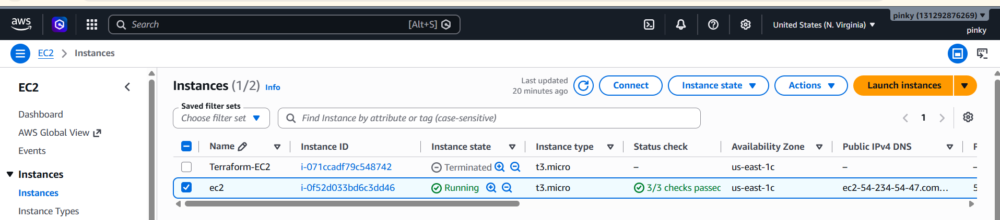 aws
Search [Alt+S]
United States (N. Virginia)
pinky (131292876269)
pinky
EC2 > Instances
EC2
Dashboard
AWS Global View
Events
Instances
Instances
Instance Types
Instances (1/2) Info
Last updated
20 minutes ago
Connect
Instance state
Actions
Launch instances
Saved filter sets
Choose filter set
Find Instance by attribute or tag (case-sensitive)
1
Name Instance ID Instance state Instance type Status check Availability Zone Public IPv4 DNS
Terraform-EC2 i-071ccadf79c548742 Terminated t3.micro – us-east-1c – –
ec2 i-0f52d033bd6c3dd46 Running t3.micro 3/3 checks passed us-east-1c ec2-54-234-54-47.com... 5